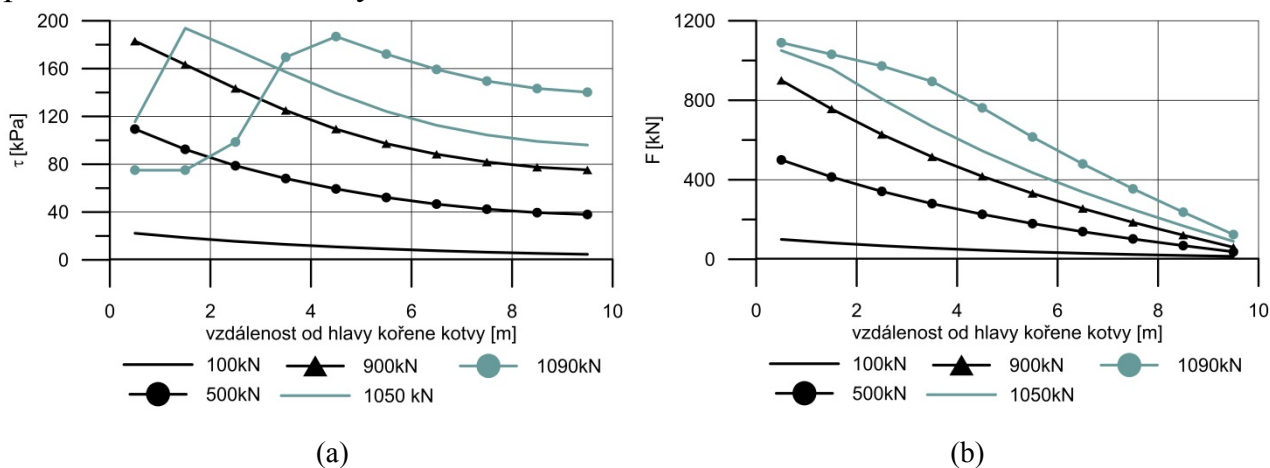 200
160
120
80
40
0
τ [kPa]
0 2 4 6 8 10
vzdálenost od hlavy kořene kotvy [m]
100kN 900kN 1090kN
500kN 1050 kN
(a)
1200
800
400
0
F [kN]
0 2 4 6 8 10
vzdálenost od hlavy kořene kotvy [m]
100kN 900kN 1090kN
500kN 1050kN
(b)